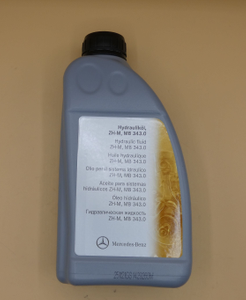 Hydrauliköl,
ZH-M, MB 343.0
Hydraulic fluid
ZH-M, MB 343.0
Huile hydraulique
ZH-M, MB 343.0
Olio per il sistema idraulico
ZH-M, MB 343.0
Aceite para sistemas
hidráulicos ZH-M, MB 343.0
Óleo hidráulico
ZH-M, MB 343.0
Гидравлическая жидкость
ZH-M, MB 343.0
Mercedes-Benz